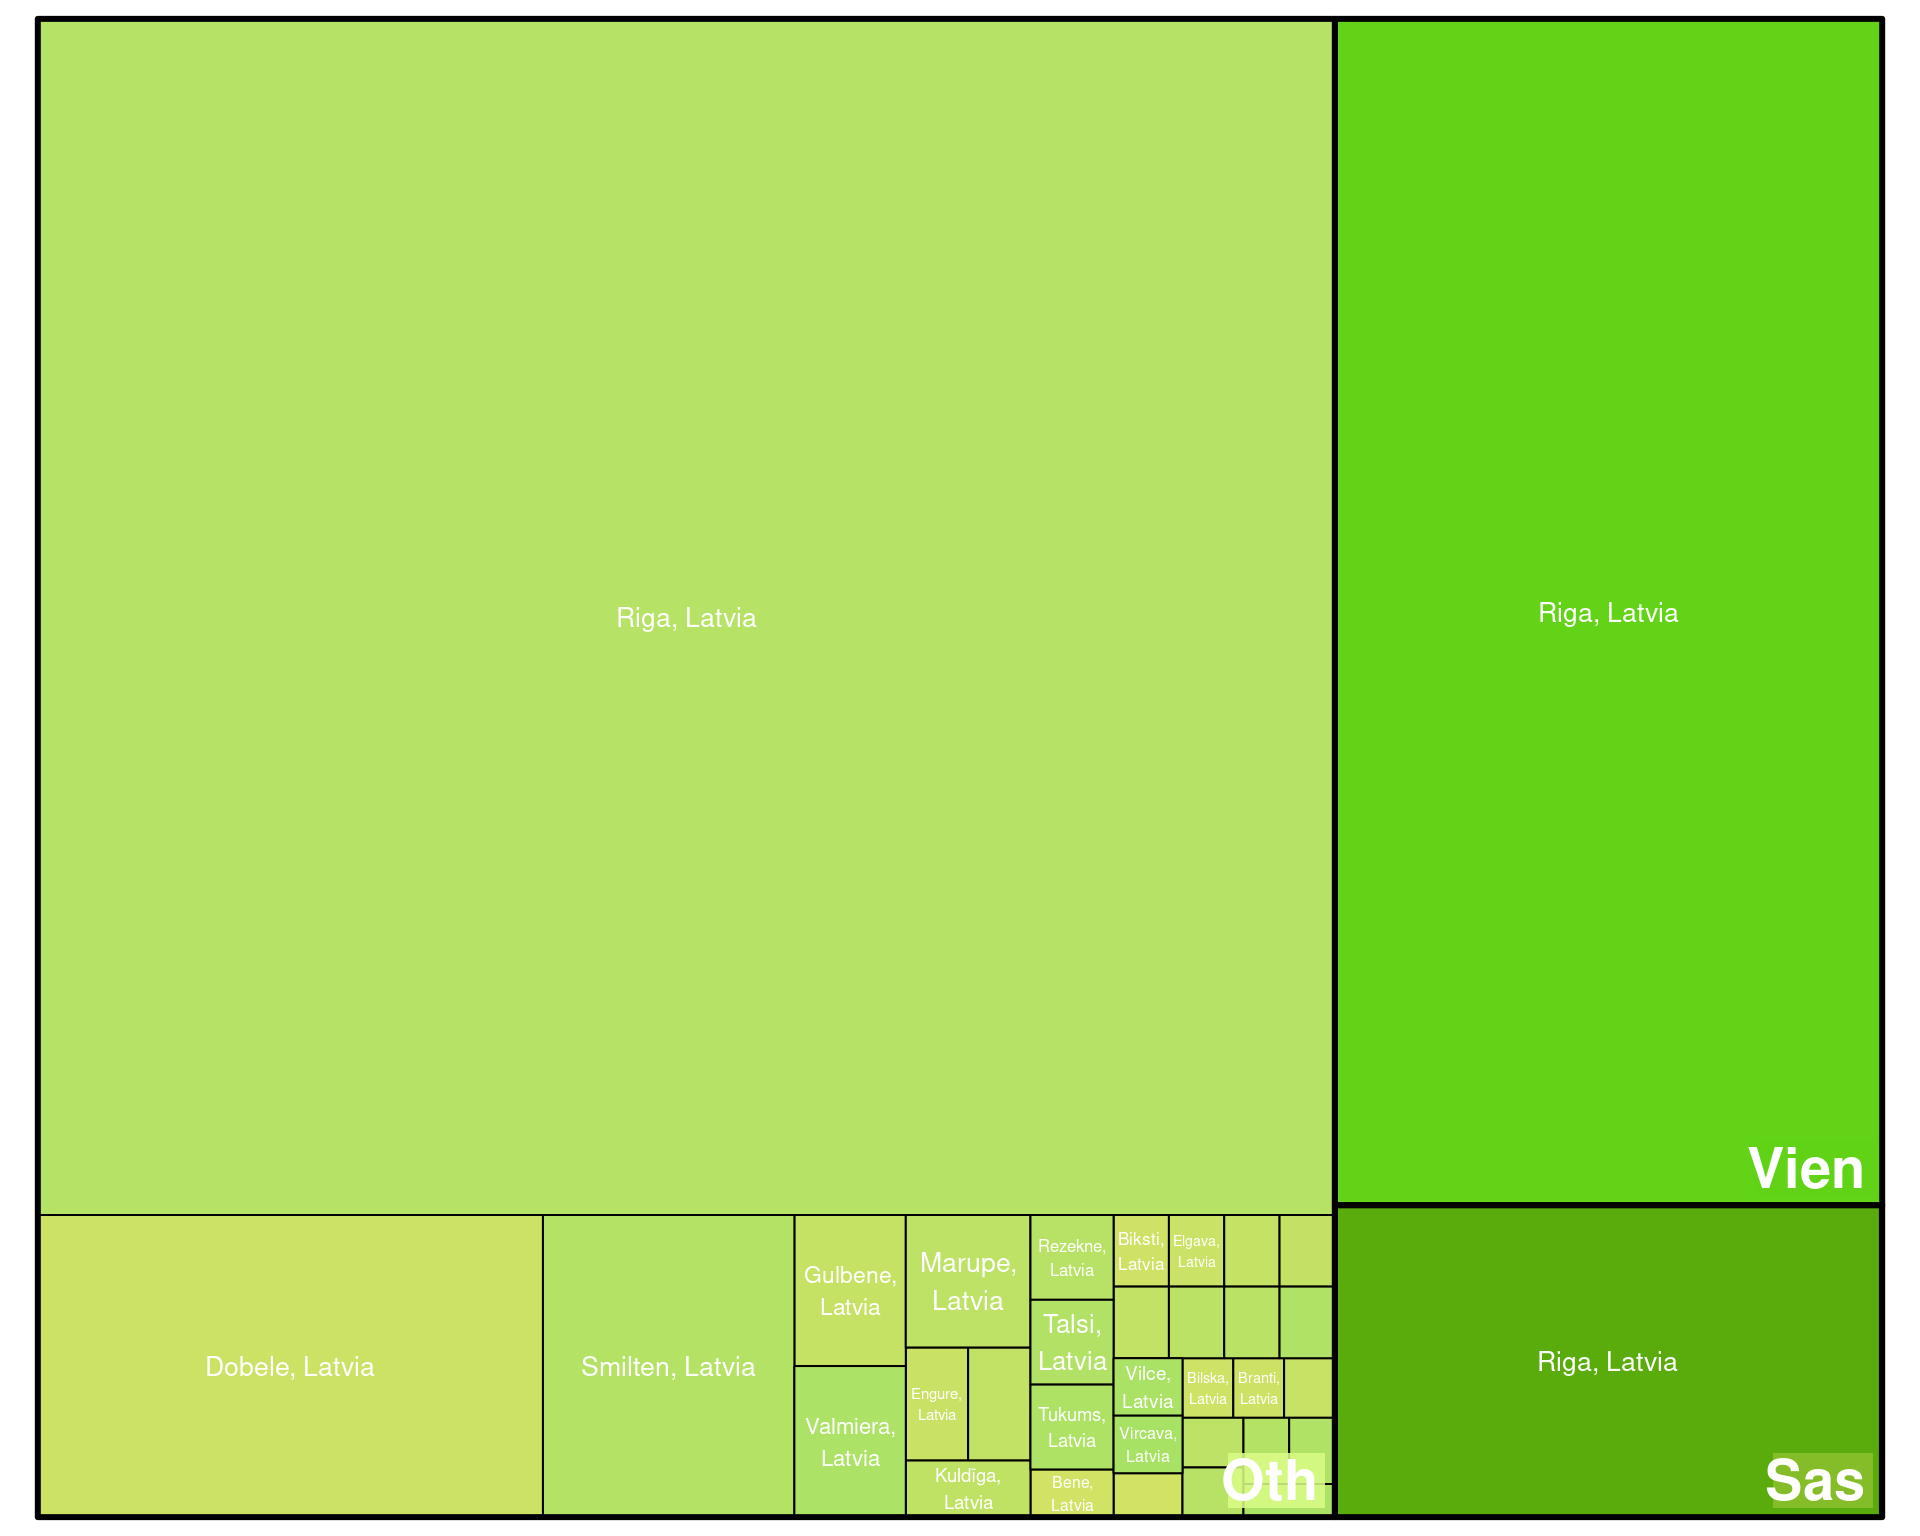 Riga, Latvia
Riga, Latvia
Vien
Dobele, Latvia
Smilten, Latvia
Gulbene,
Latvia
Valmiera,
Latvia
Marupe,
Latvia
Engure,
Latvia
Kuldīga,
Latvia
Rezekne,
Latvia
Talsi,
Latvia
Tukums,
Latvia
Bene,
Latvia
Biksti,
Latvia
Elgava,
Latvia
Vilce,
Latvia
Vircava,
Latvia
Bilska,
Latvia
Branti,
Latvia
Oth
Riga, Latvia
Sas